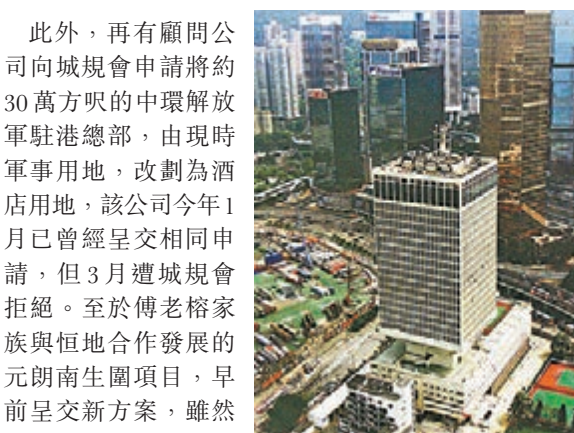 此外，再有顧問公
司向城規會申請將約
30 萬方呎的中環解放
軍駐港總部，由現時
軍事用地，改劃為酒
店用地，該公司今年 1
月已曾經呈交相同申
請，但 3 月遭城規會
拒絕。至於傅老榕家
族與恒地合作發展的
元朗南生圍項目，早
前呈交新方案，雖然